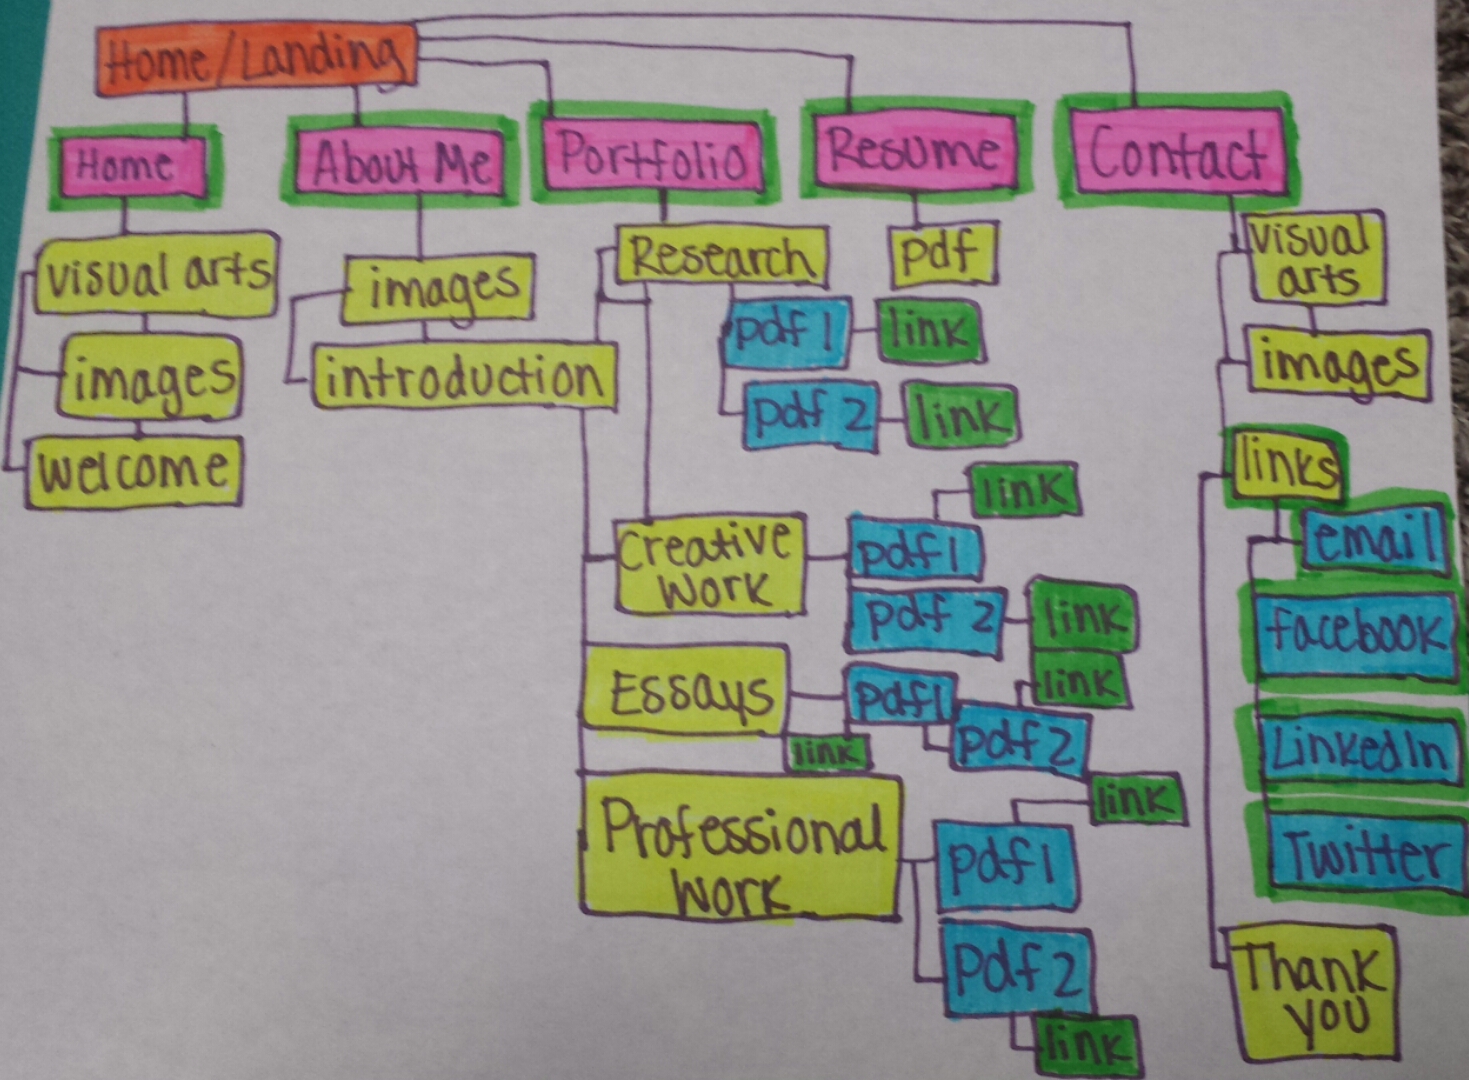 Home/Landing
Home
About Me
Portfolio
Resume
Contact
visual arts
images
welcome
images
introduction
Research
pdf 1
link
pdf 2
link
creative
work
pdf 1
link
pdf 2
link
Essays
pdf1
link
pdf 2
link
Professional
Work
pdf 1
link
pdf 2
link
pdf
visual
arts
images
links
email
facebook
LinkedIn
Twitter
Thank
you